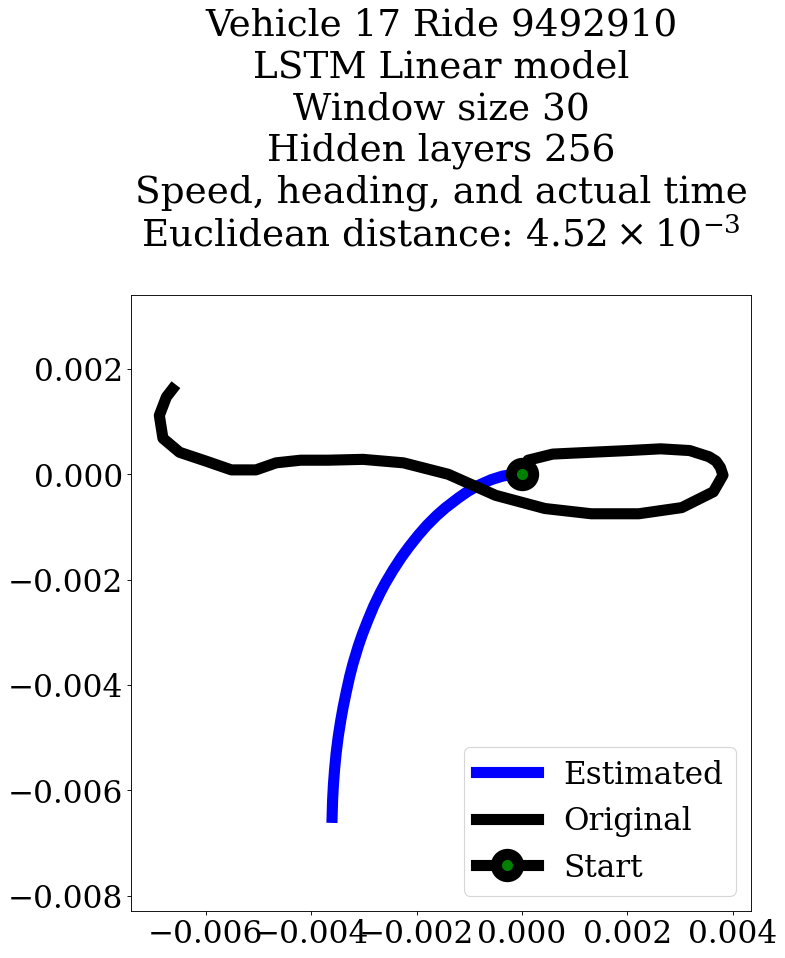 Vehicle 17 Ride 9492910
LSTM Linear model
Window size 30
Hidden layers 256
Speed, heading, and actual time
Euclidean distance: 4.52 × 10⁻³
0.002
0.000
−0.002
−0.004
−0.006
−0.008
Estimated
Original
Start
−0.006 −0.004 −0.002 0.000 0.002 0.004